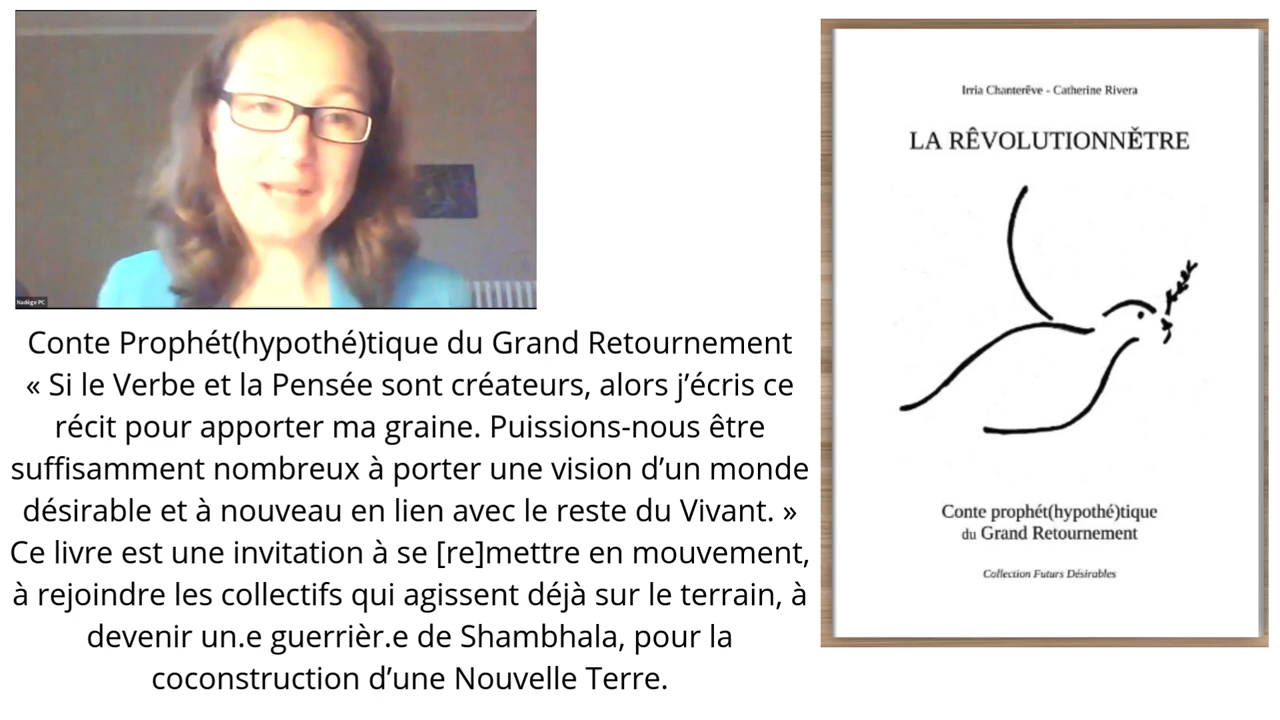 Nadège PC
Conte Prophét(hypothé)tique du Grand Retournement
« Si le Verbe et la Pensée sont créateurs, alors j’écris ce
récit pour apporter ma graine. Puissions-nous être
suffisamment nombreux à porter une vision d’un monde
désirable et à nouveau en lien avec le reste du Vivant. »
Ce livre est une invitation à se [re]mettre en mouvement,
à rejoindre les collectifs qui agissent déjà sur le terrain, à
devenir un.e guerrièr.e de Shambhala, pour la
coconstruction d’une Nouvelle Terre.
Irria Chanterêve - Catherine Rivera
LA RÊVOLUTIONNĚTRE
Conte prophét(hypothé)tique
du Grand Retournement
Collection Futurs Désirables